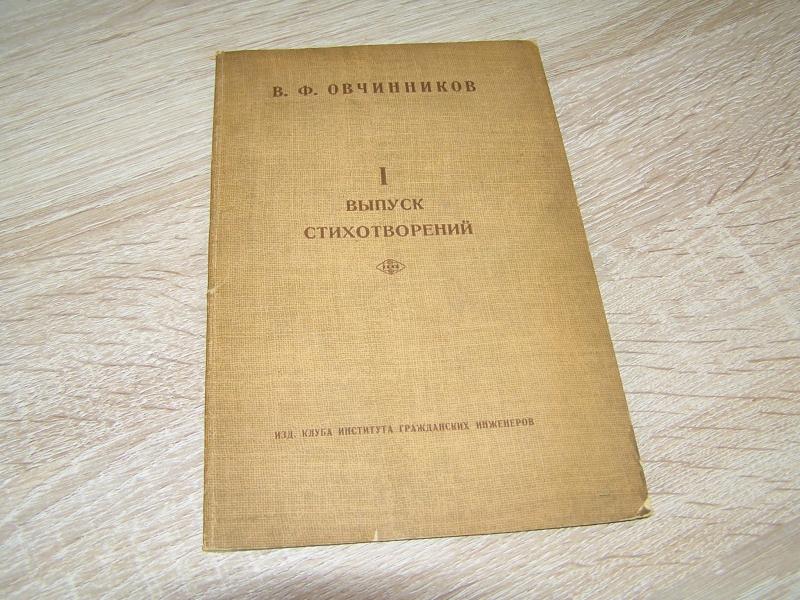 В. Ф. ОВЧИННИКОВ
I
ВЫПУСК
СТИХОТВОРЕНИЙ
ИЗД. КЛУБА ИНСТИТУТА ГРАЖДАНСКИХ ИНЖЕНЕРОВ